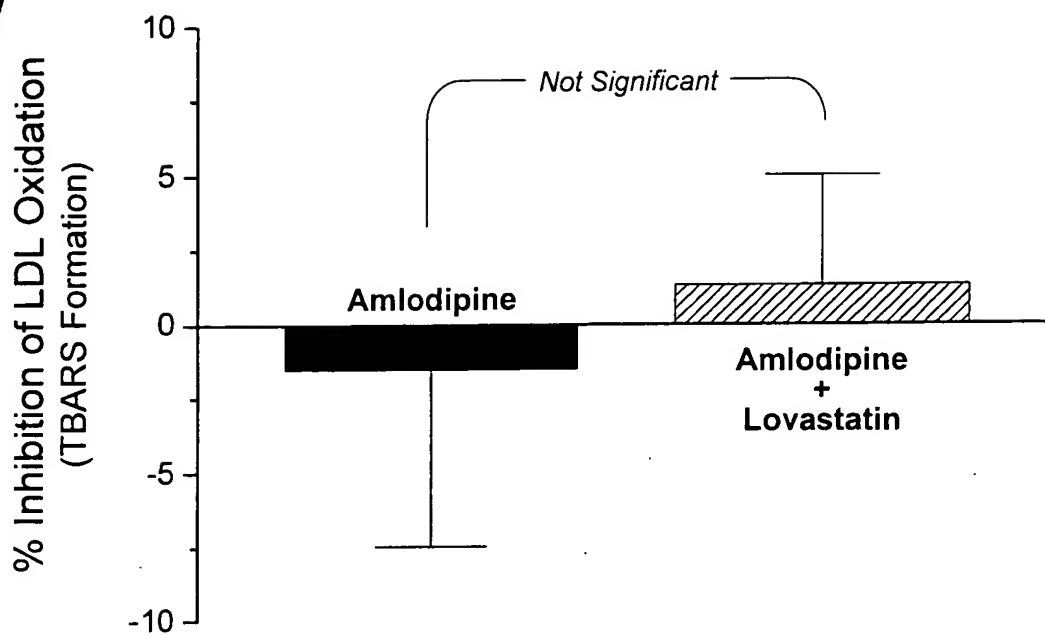 % Inhibition of LDL Oxidation
(TBARS Formation)
10
5
0
-5
-10
Not Significant
Amlodipine
Amlodipine
+
Lovastatin